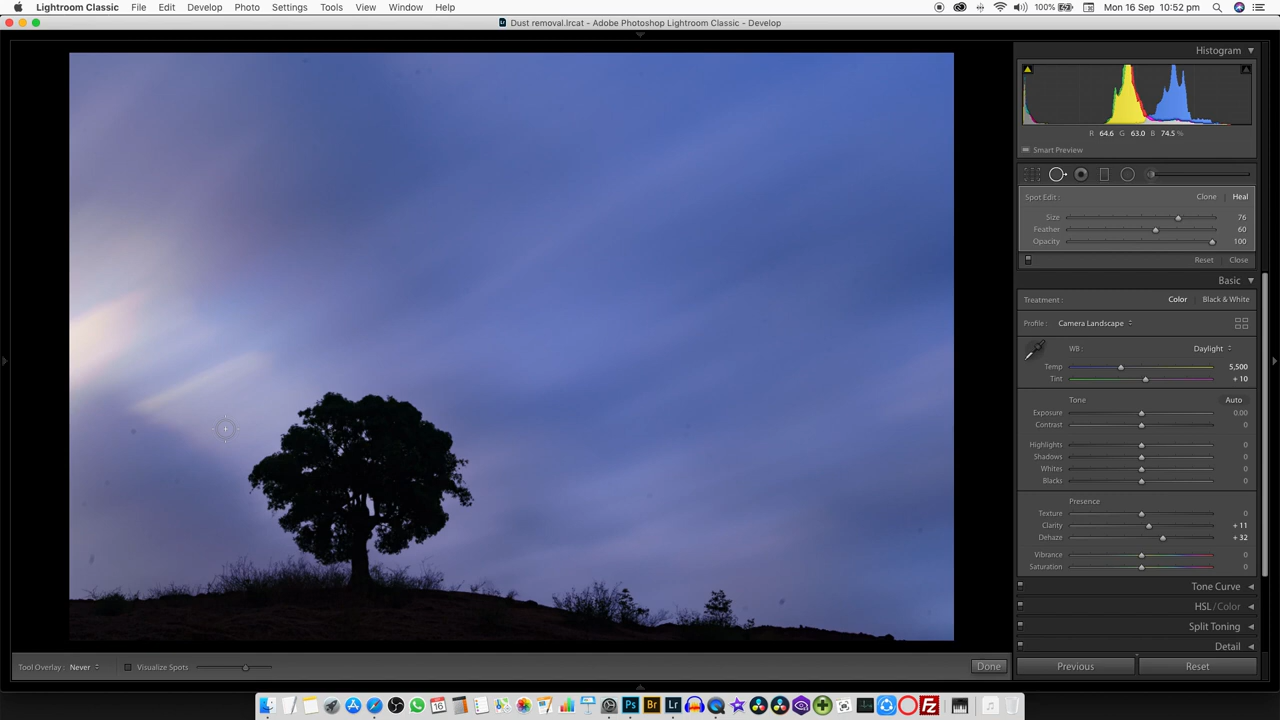 Lightroom Classic File Edit Develop Photo Settings Tools View Window Help 100% Mon 16 Sep 10:52 pm
Dust removal.lrcat - Adobe Photoshop Lightroom Classic - Develop
Histogram
R 64.6 G 63.0 B 74.5 %
Smart Preview
Spot Edit : Clone Heal
Size 76
Feather 60
Opacity 100
Reset Close
Basic
Treatment : Color Black & White
Profile : Camera Landscape
WB : Daylight
Temp 5,500
Tint + 10
Tone Auto
Exposure 0.00
Contrast 0
Highlights 0
Shadows 0
Whites 0
Blacks 0
Presence
Texture 0
Clarity + 11
Dehaze + 32
Vibrance 0
Saturation 0
Tone Curve
HSL / Color
Split Toning
Detail
Tool Overlay : Never Visualize Spots Done Previous Reset
16 Ps Br Lr Fz